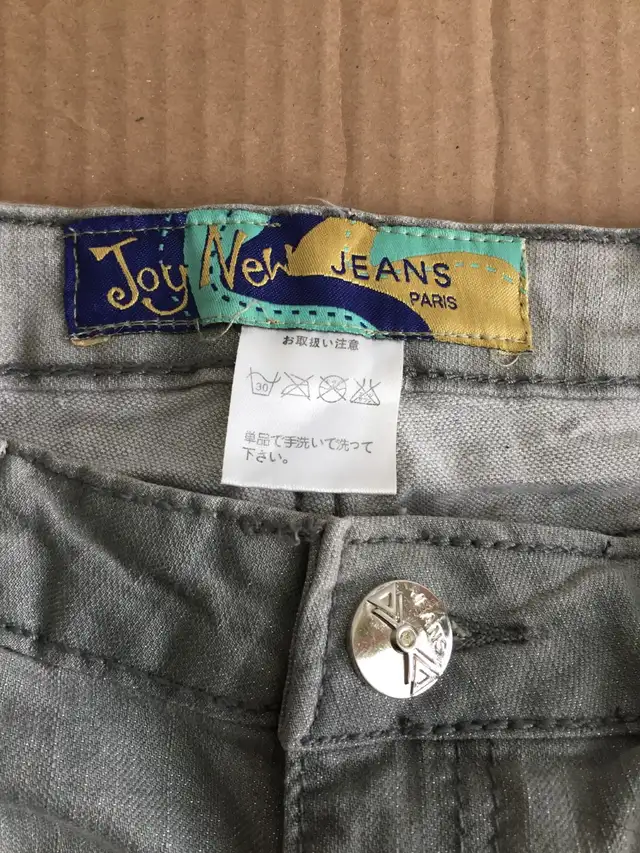 Joy New JEANS
PARIS
お取扱い注意
30
単品で手洗いで洗って
下さい。